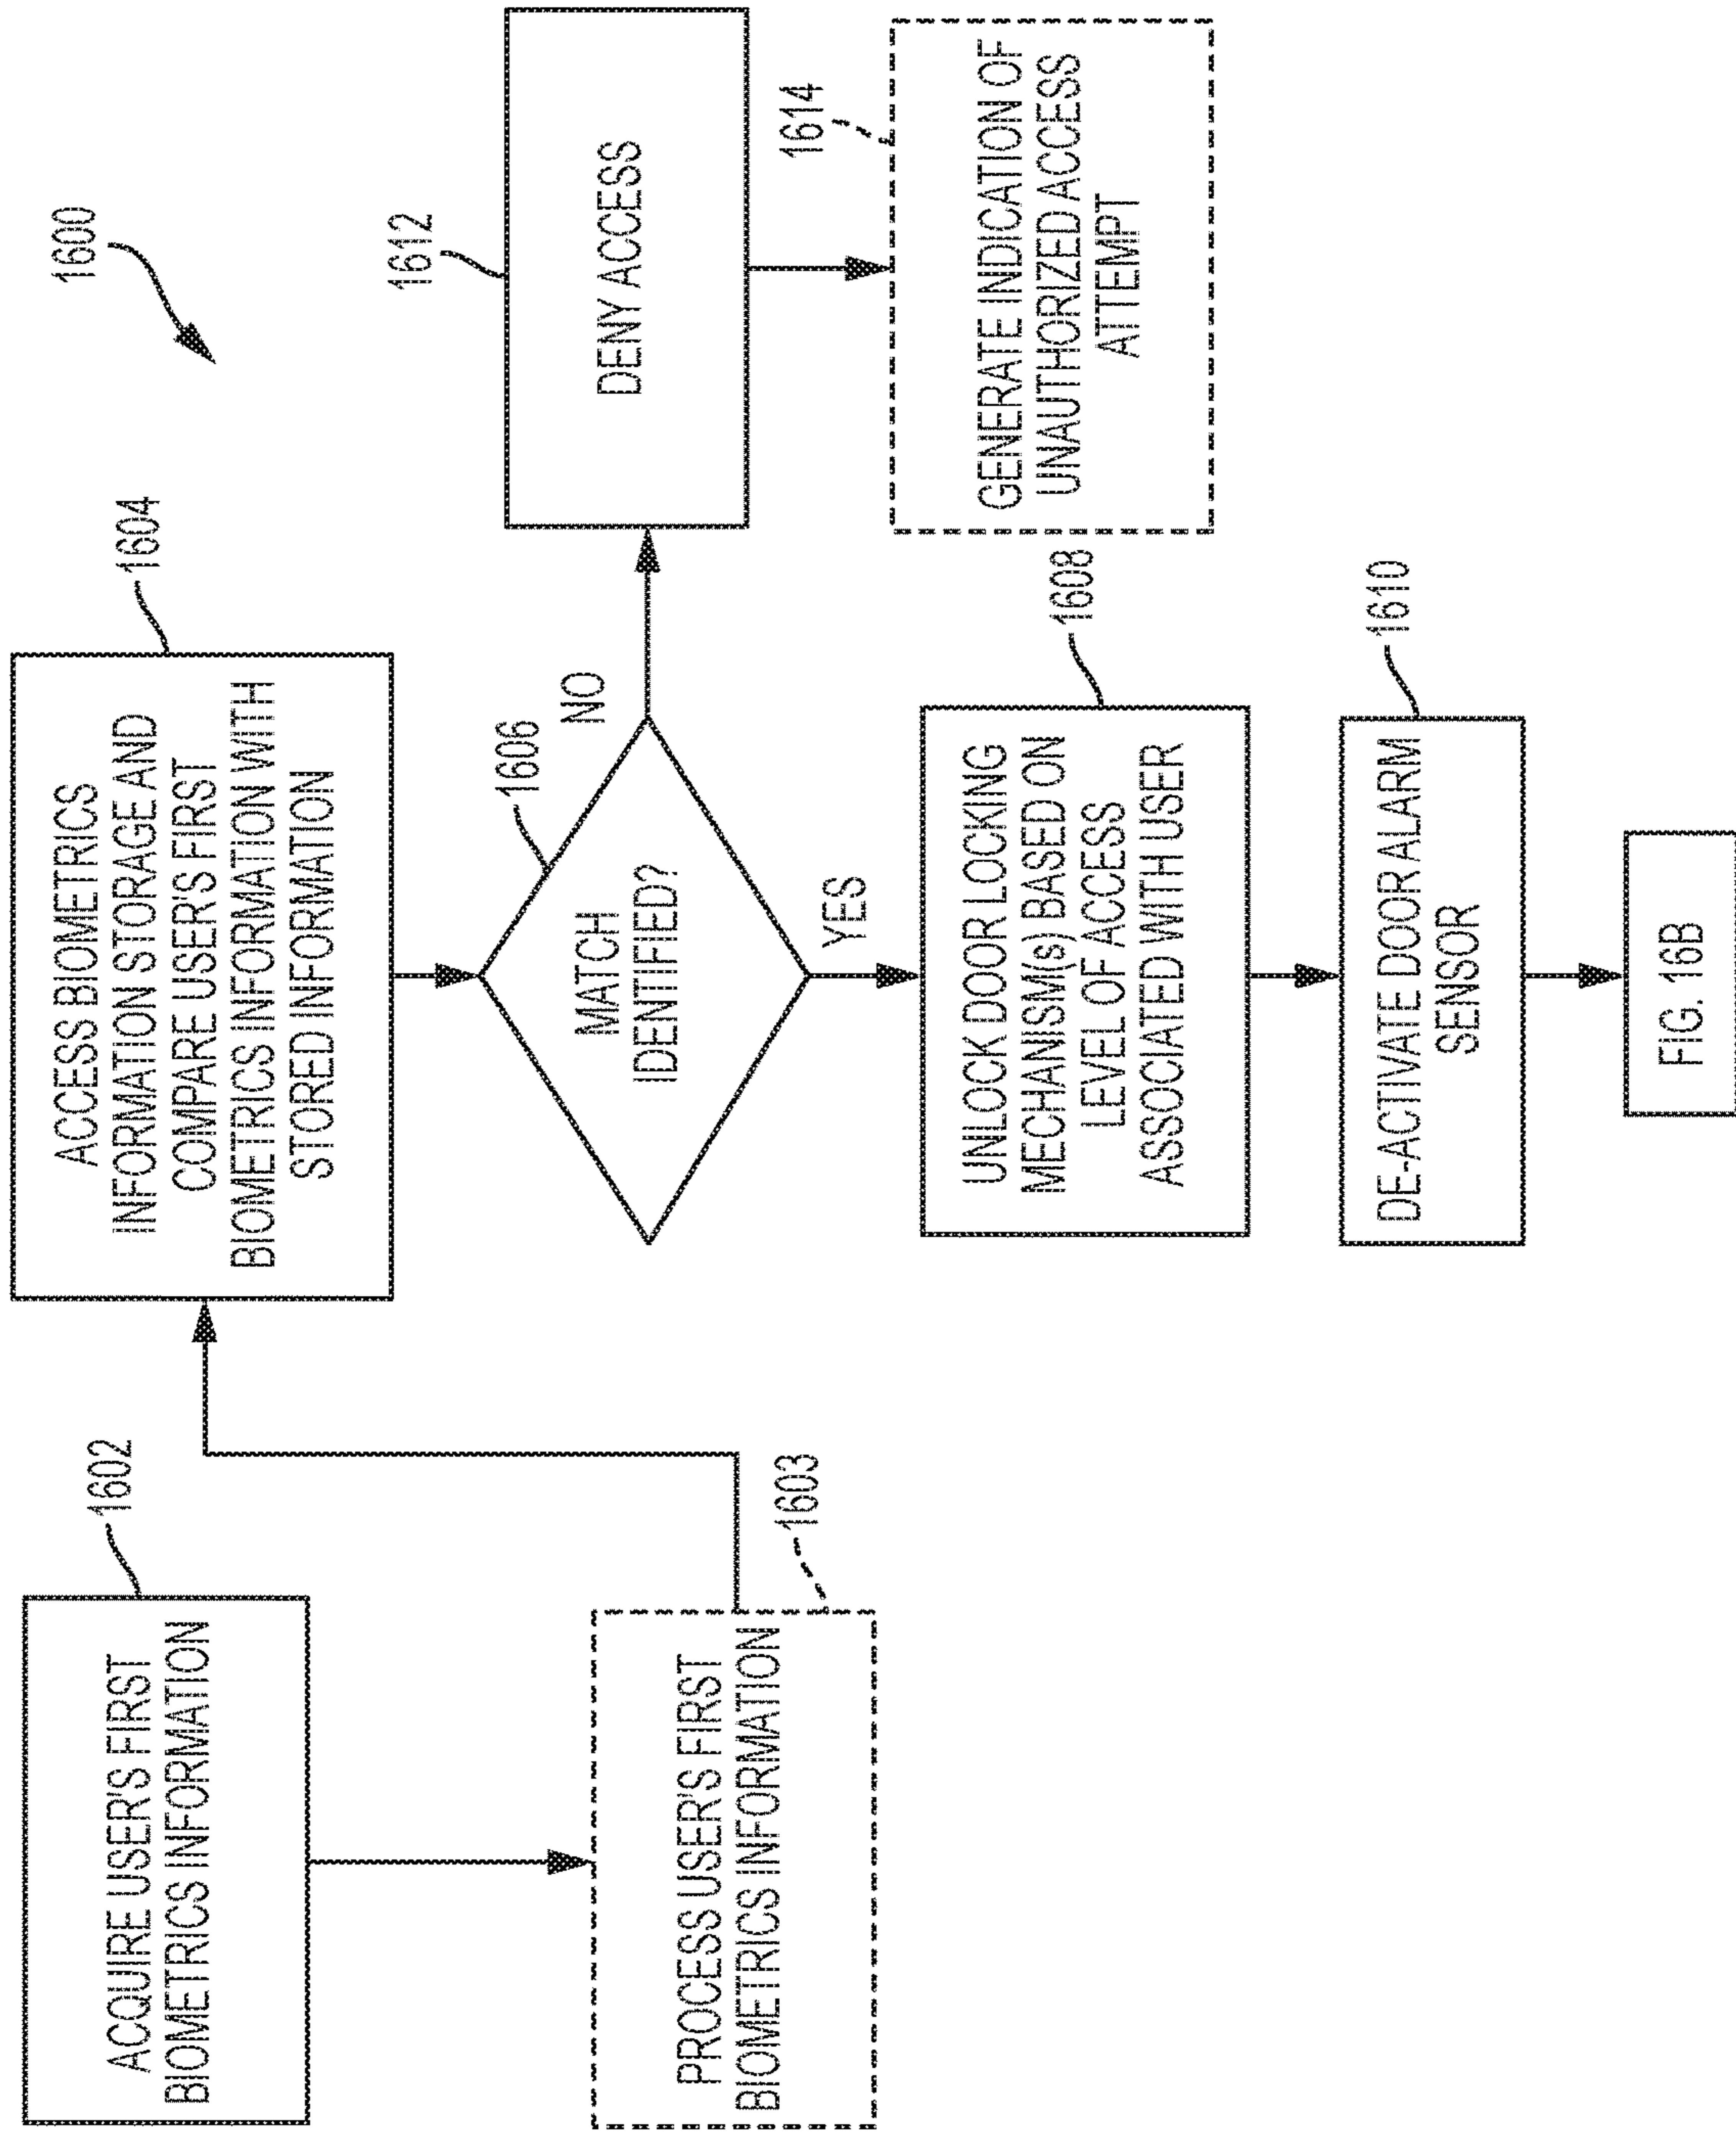 1600
1602
ACQUIRE USER'S FIRST
BIOMETRICS INFORMATION
1603
PROCESS USER'S FIRST
BIOMETRICS INFORMATION
1604
ACCESS BIOMETRICS
INFORMATION STORAGE AND
COMPARE USER'S FIRST
BIOMETRICS INFORMATION WITH
STORED INFORMATION
1606
MATCH
IDENTIFIED?
NO
YES
1612
DENY ACCESS
1614
GENERATE INDICATION OF
UNAUTHORIZED ACCESS
ATTEMPT
1608
UNLOCK DOOR LOCKING
MECHANISM(s) BASED ON
LEVEL OF ACCESS
ASSOCIATED WITH USER
1610
DE-ACTIVATE DOOR ALARM
SENSOR
FIG. 16B